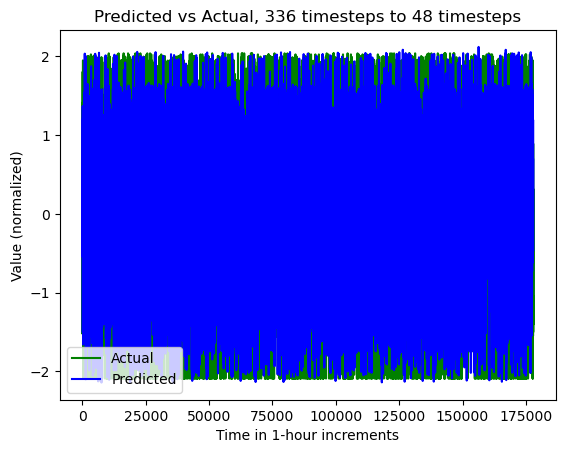 Predicted vs Actual, 336 timesteps to 48 timesteps
Value (normalized)
2
1
0
−1
−2
Actual
Predicted
0 25000 50000 75000 100000 125000 150000 175000
Time in 1-hour increments